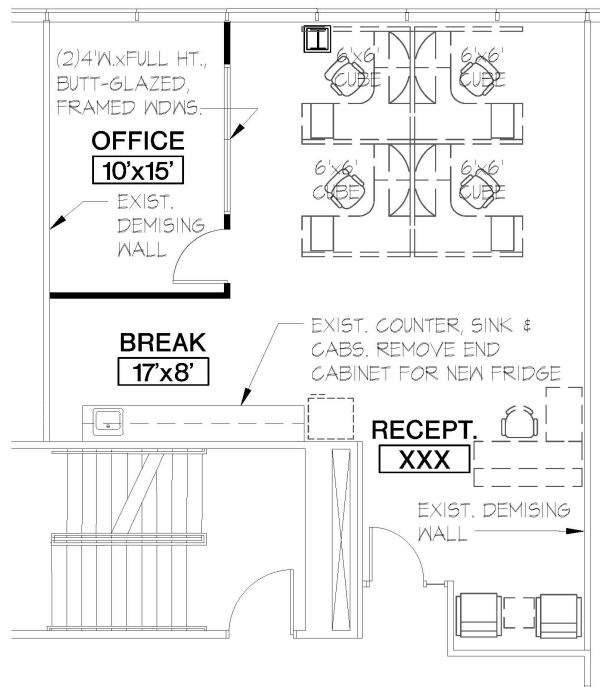 (2)4'W.xFULL HT.,
BUTT-GLAZED,
FRAMED WDWS.
OFFICE
10'x15'
EXIST.
DEMISING
WALL
6'x6'
CUBE
6'x6'
CUBE
6'x6'
CUBE
6'x6'
CUBE
BREAK
17'x8'
EXIST. COUNTER, SINK &
CABS. REMOVE END
CABINET FOR NEW FRIDGE
RECEPT.
XXX
EXIST. DEMISING
WALL